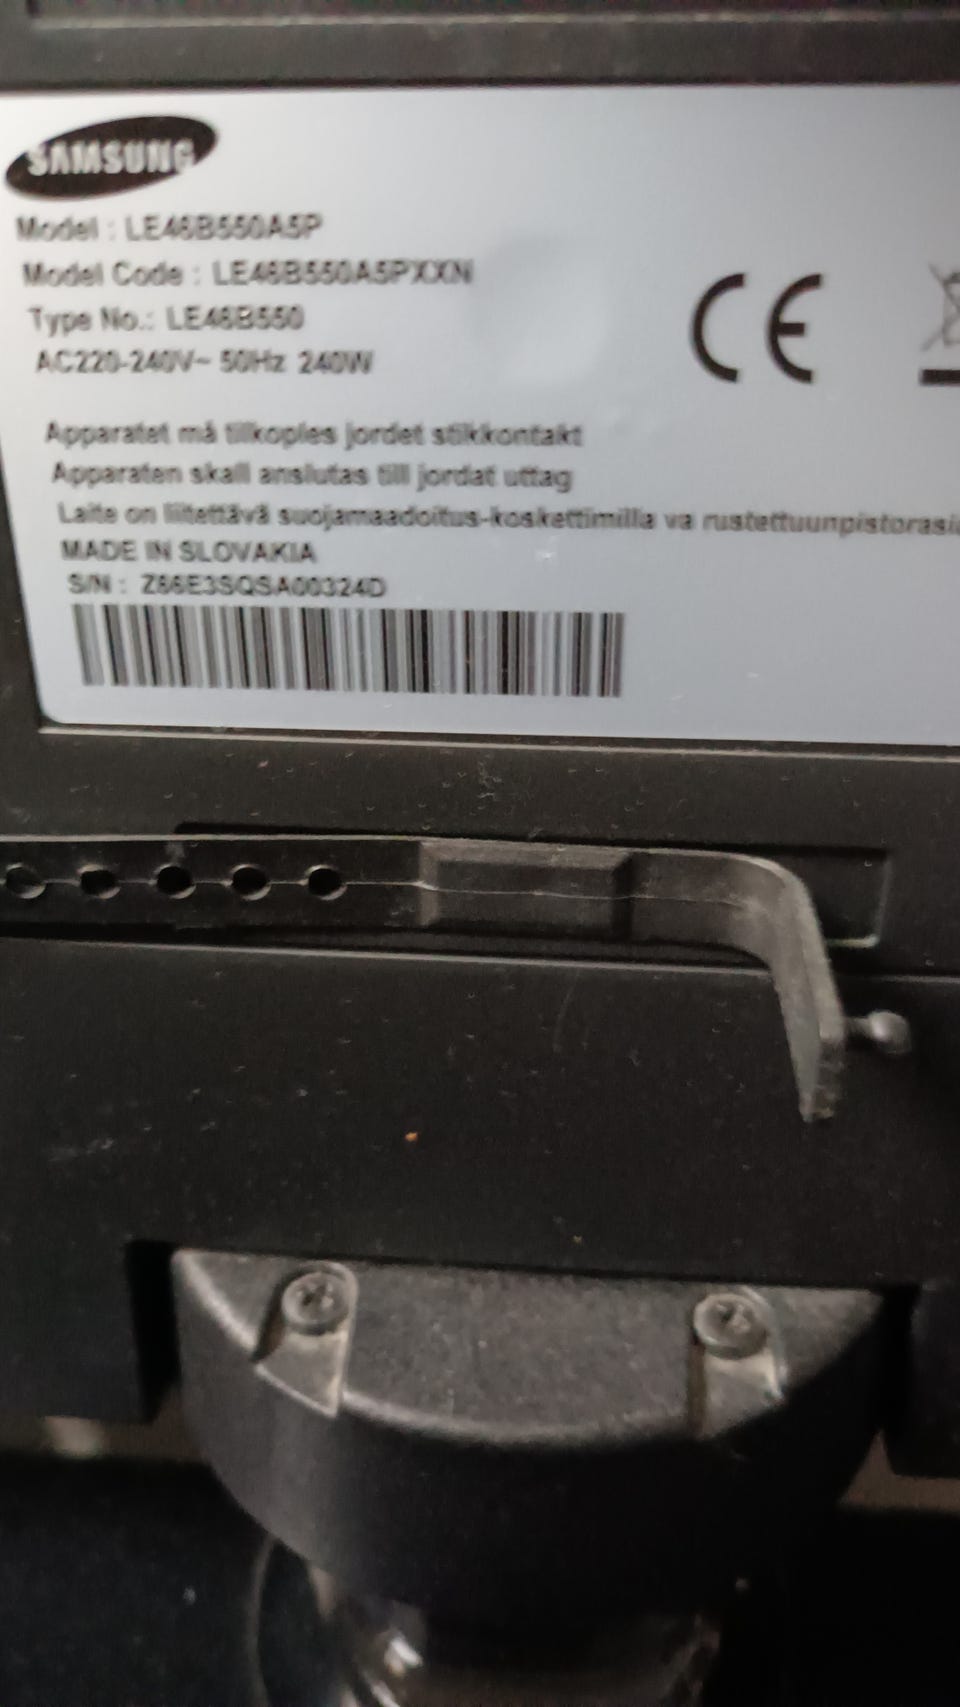 SAMSUNG
Model : LE46B550A5P
Model Code : LE46B550A5PXXN
Type No.: LE46B550
AC220-240V~ 50Hz 240W
CE
Apparatet må tilkoples jordet stikkontakt
Apparaten skall anslutas till jordat uttag
Laite on liitettävä suojamaadoitus-koskettimilla va rustettuunpistorasia
MADE IN SLOVAKIA
S/N : Z66E3SQSA00324D